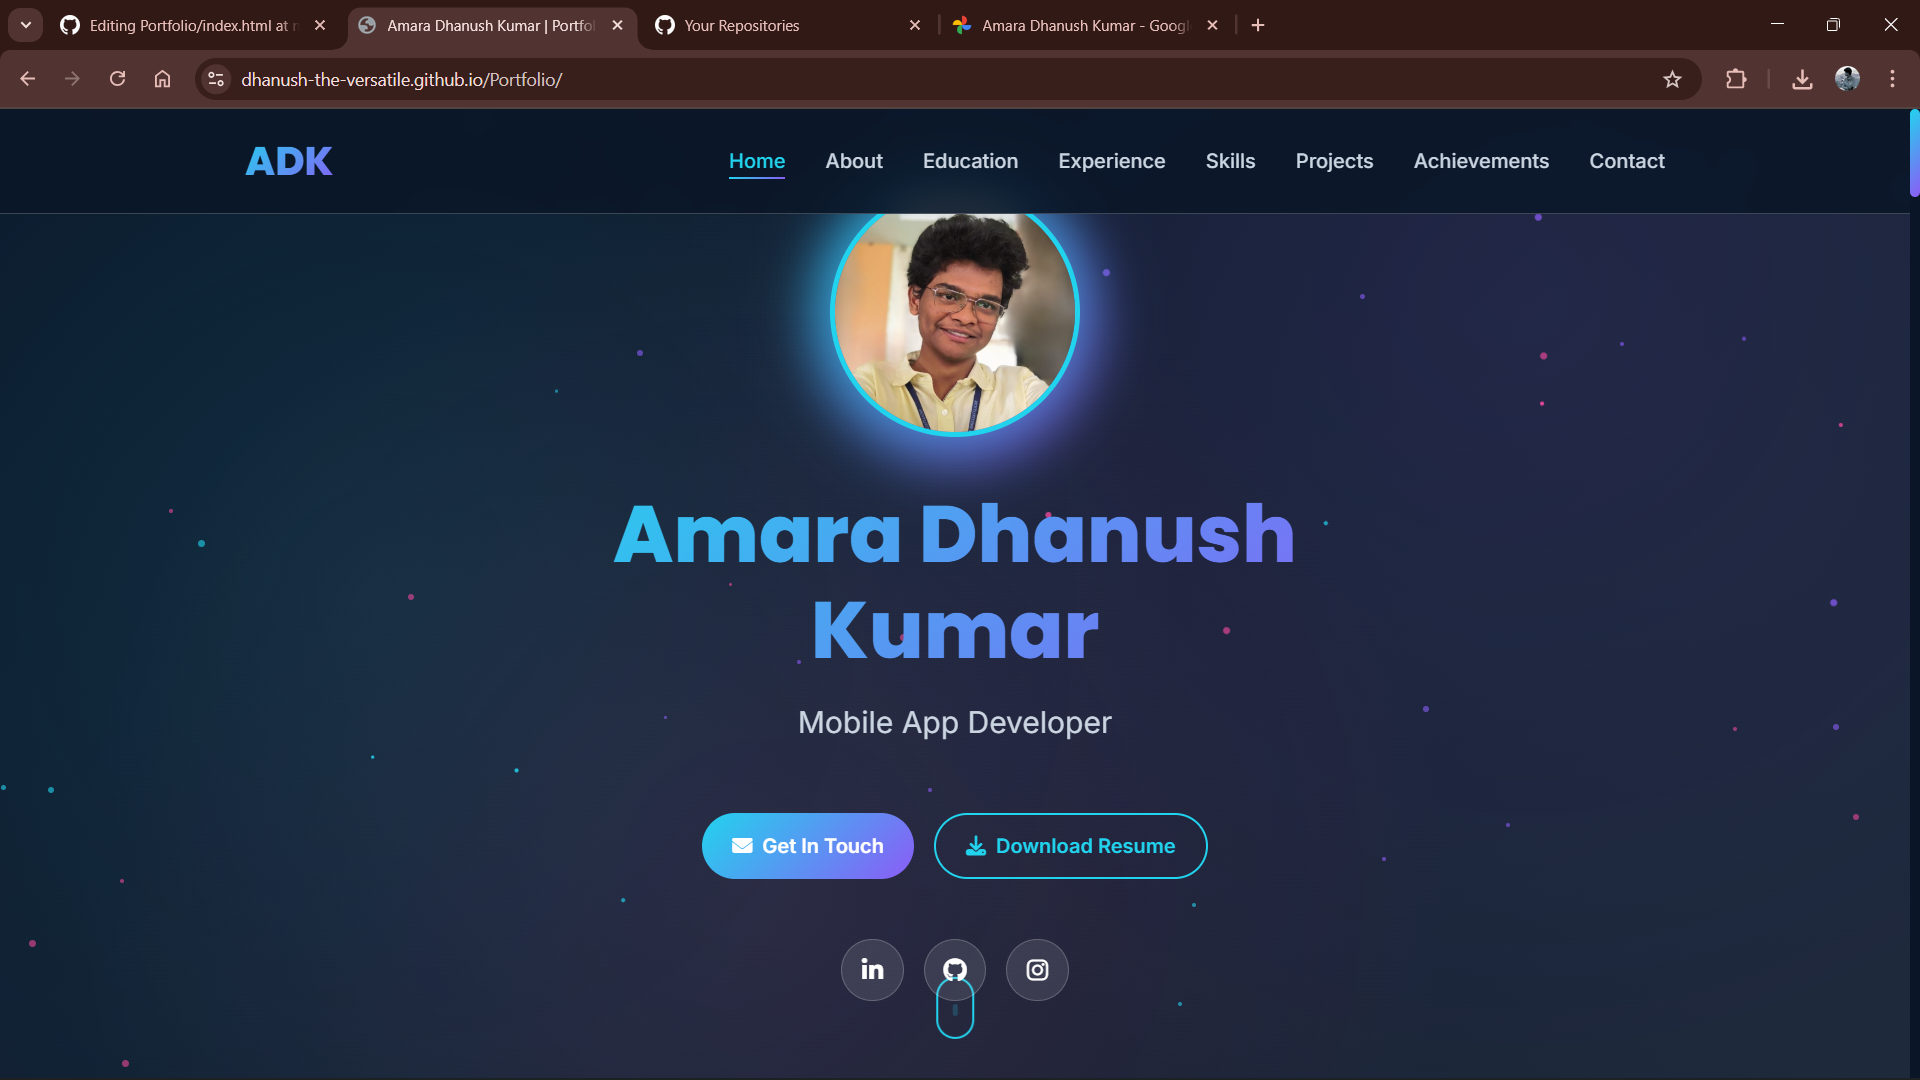 Editing Portfolio/index.html at
Amara Dhanush Kumar | Portfo
Your Repositories
Amara Dhanush Kumar - Googl
dhanush-the-versatile.github.io/Portfolio/
ADK
Home
About
Education
Experience
Skills
Projects
Achievements
Contact
Amara Dhanush
Kumar
Mobile App Developer
Get In Touch
Download Resume
in